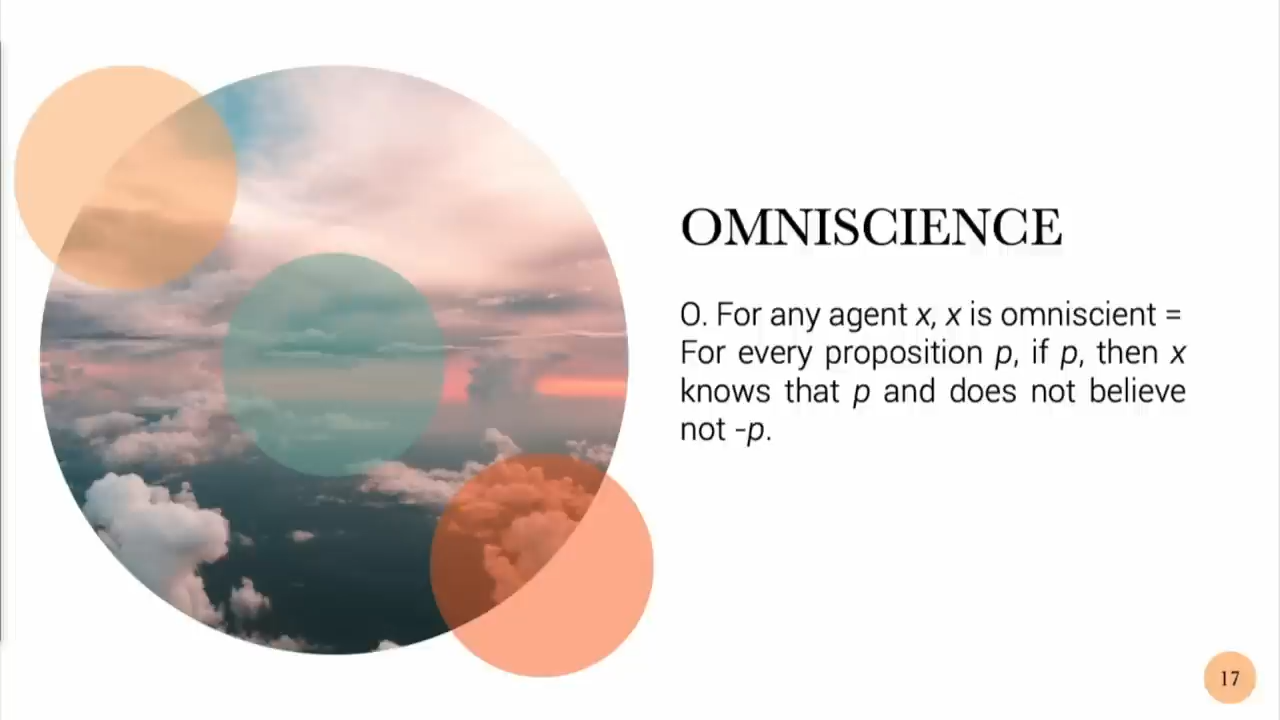 OMNISCIENCE
O. For any agent x, x is omniscient =
For every proposition p, if p, then x
knows that p and does not believe
not -p.
17